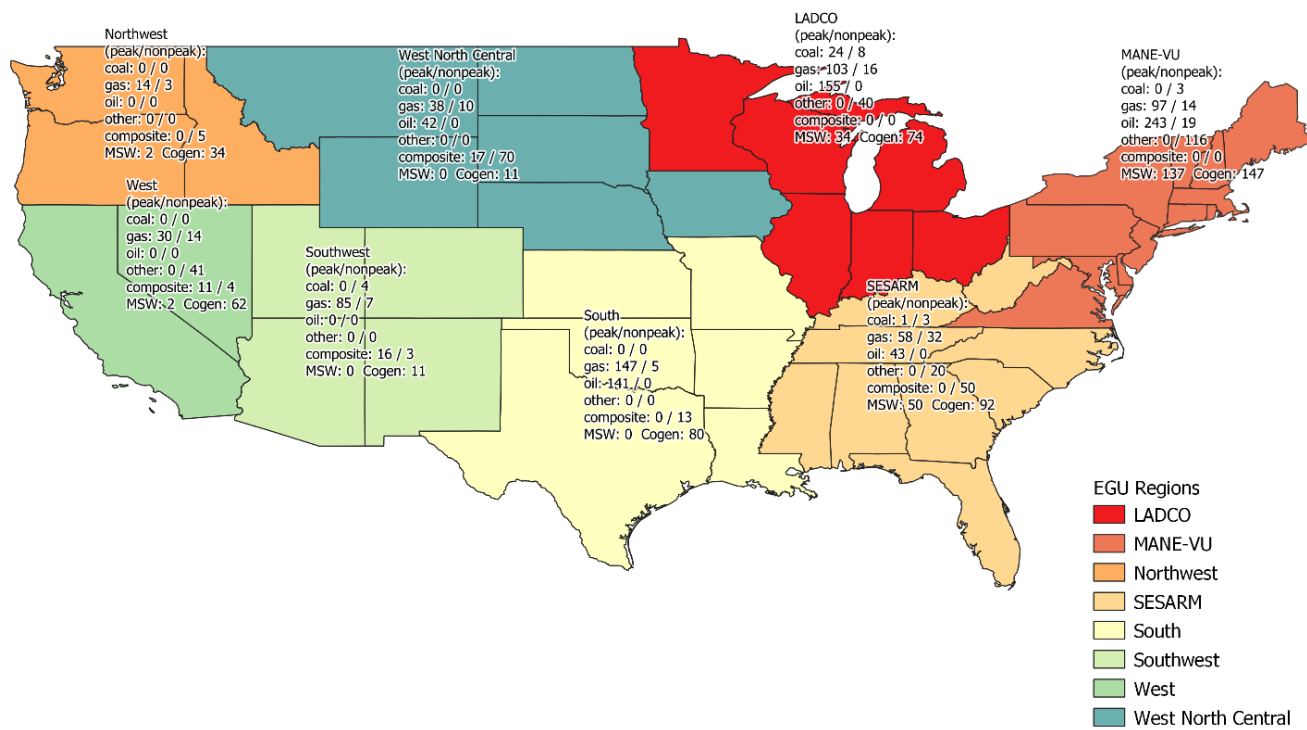 Northwest
(peak/nonpeak):
coal: 0 / 0
gas: 14 / 3
oil: 0 / 0
other: 0 / 0
composite: 0 / 5
MSW: 2 Cogen: 34
West North Central
(peak/nonpeak):
coal: 0 / 0
gas: 38 / 10
oil: 42 / 0
other: 0 / 0
composite: 17 / 70
MSW: 0 Cogen: 11
LADCO
(peak/nonpeak):
coal: 24 / 8
gas: 103 / 16
oil: 155 / 0
other: 0 / 40
composite: 0 / 0
MSW: 34 Cogen: 74
MANE-VU
(peak/nonpeak):
coal: 0 / 3
gas: 97 / 14
oil: 243 / 19
other: 0 / 116
composite: 0 / 0
MSW: 137 Cogen: 147
West
(peak/nonpeak):
coal: 0 / 0
gas: 30 / 14
oil: 0 / 0
other: 0 / 41
composite: 11 / 4
MSW: 2 Cogen: 62
Southwest
(peak/nonpeak):
coal: 0 / 4
gas: 85 / 7
oil: 0 / 0
other: 0 / 0
composite: 16 / 3
MSW: 0 Cogen: 11
South
(peak/nonpeak):
coal: 0 / 0
gas: 147 / 5
oil: 141 / 0
other: 0 / 0
composite: 0 / 13
MSW: 0 Cogen: 80
SESARM
(peak/nonpeak):
coal: 1 / 3
gas: 58 / 32
oil: 43 / 0
other: 0 / 20
composite: 0 / 50
MSW: 50 Cogen: 92
EGU Regions
LADCO
MANE-VU
Northwest
SESARM
South
Southwest
West
West North Central